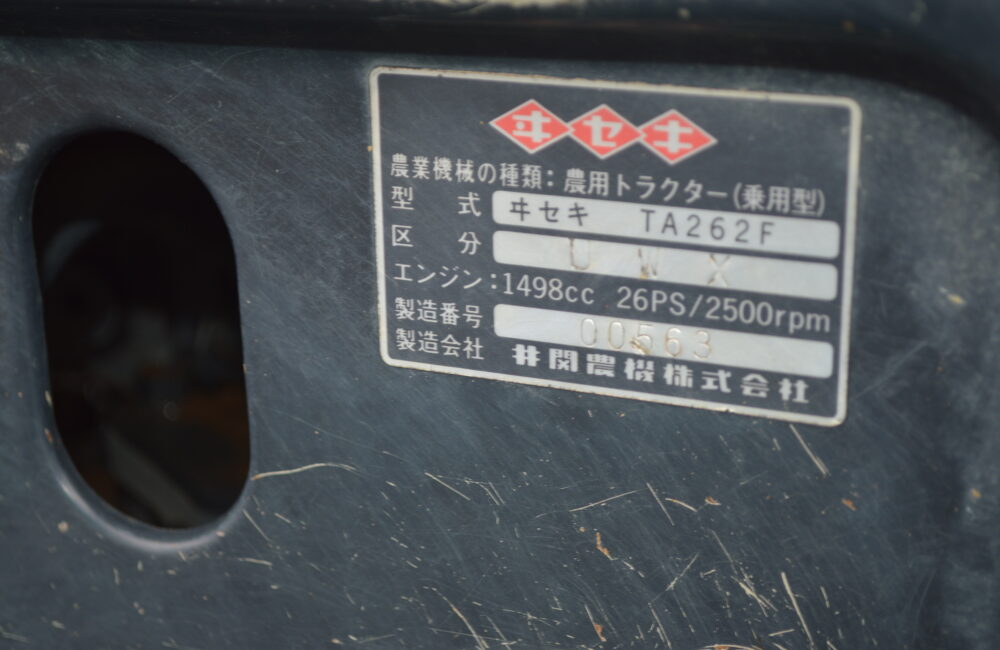 ヰセキ
農業機械の種類：農用トラクター(乗用型)
型 式 ヰセキ TA262F
区 分 U W X
エンジン：1498cc 26PS/2500rpm
製造番号 00563
製造会社 井関農機株式会社